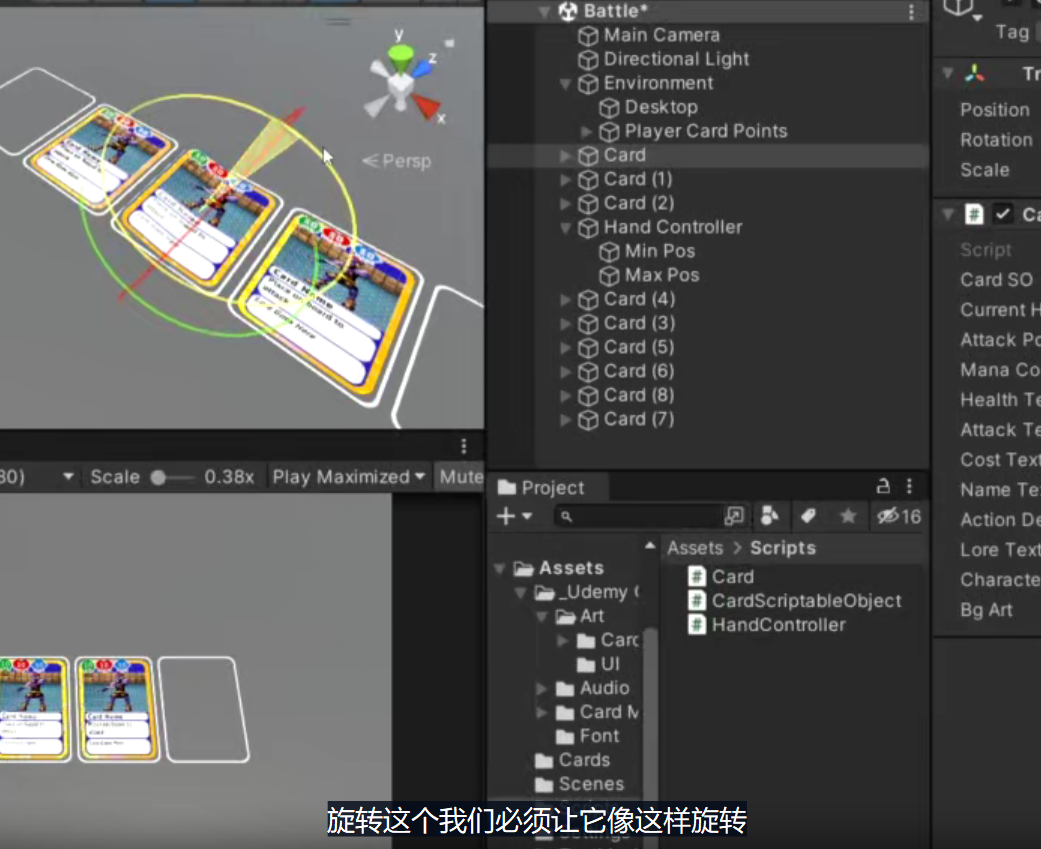 Battle*
Main Camera
Directional Light
Environment
Desktop
Player Card Points
Card
Card (1)
Card (2)
Hand Controller
Min Pos
Max Pos
Card (4)
Card (3)
Card (5)
Card (6)
Card (8)
Card (7)
y
z
x
Persp
Card Name
80)
Scale
0.38x
Play Maximized
Mute
Project
16
Assets
_Udemy
Art
Card
UI
Audio
Card M
Font
Cards
Scenes
Assets > Scripts
Card
CardScriptableObject
HandController
Tag
Tr
Position
Rotation
Scale
Ca
Script
Card SO
Current H
Attack Po
Mana Co
Health Te
Attack Te
Cost Text
Name Te
Action De
Lore Text
Characte
Bg Art
旋转这个我们必须让它像这样旋转